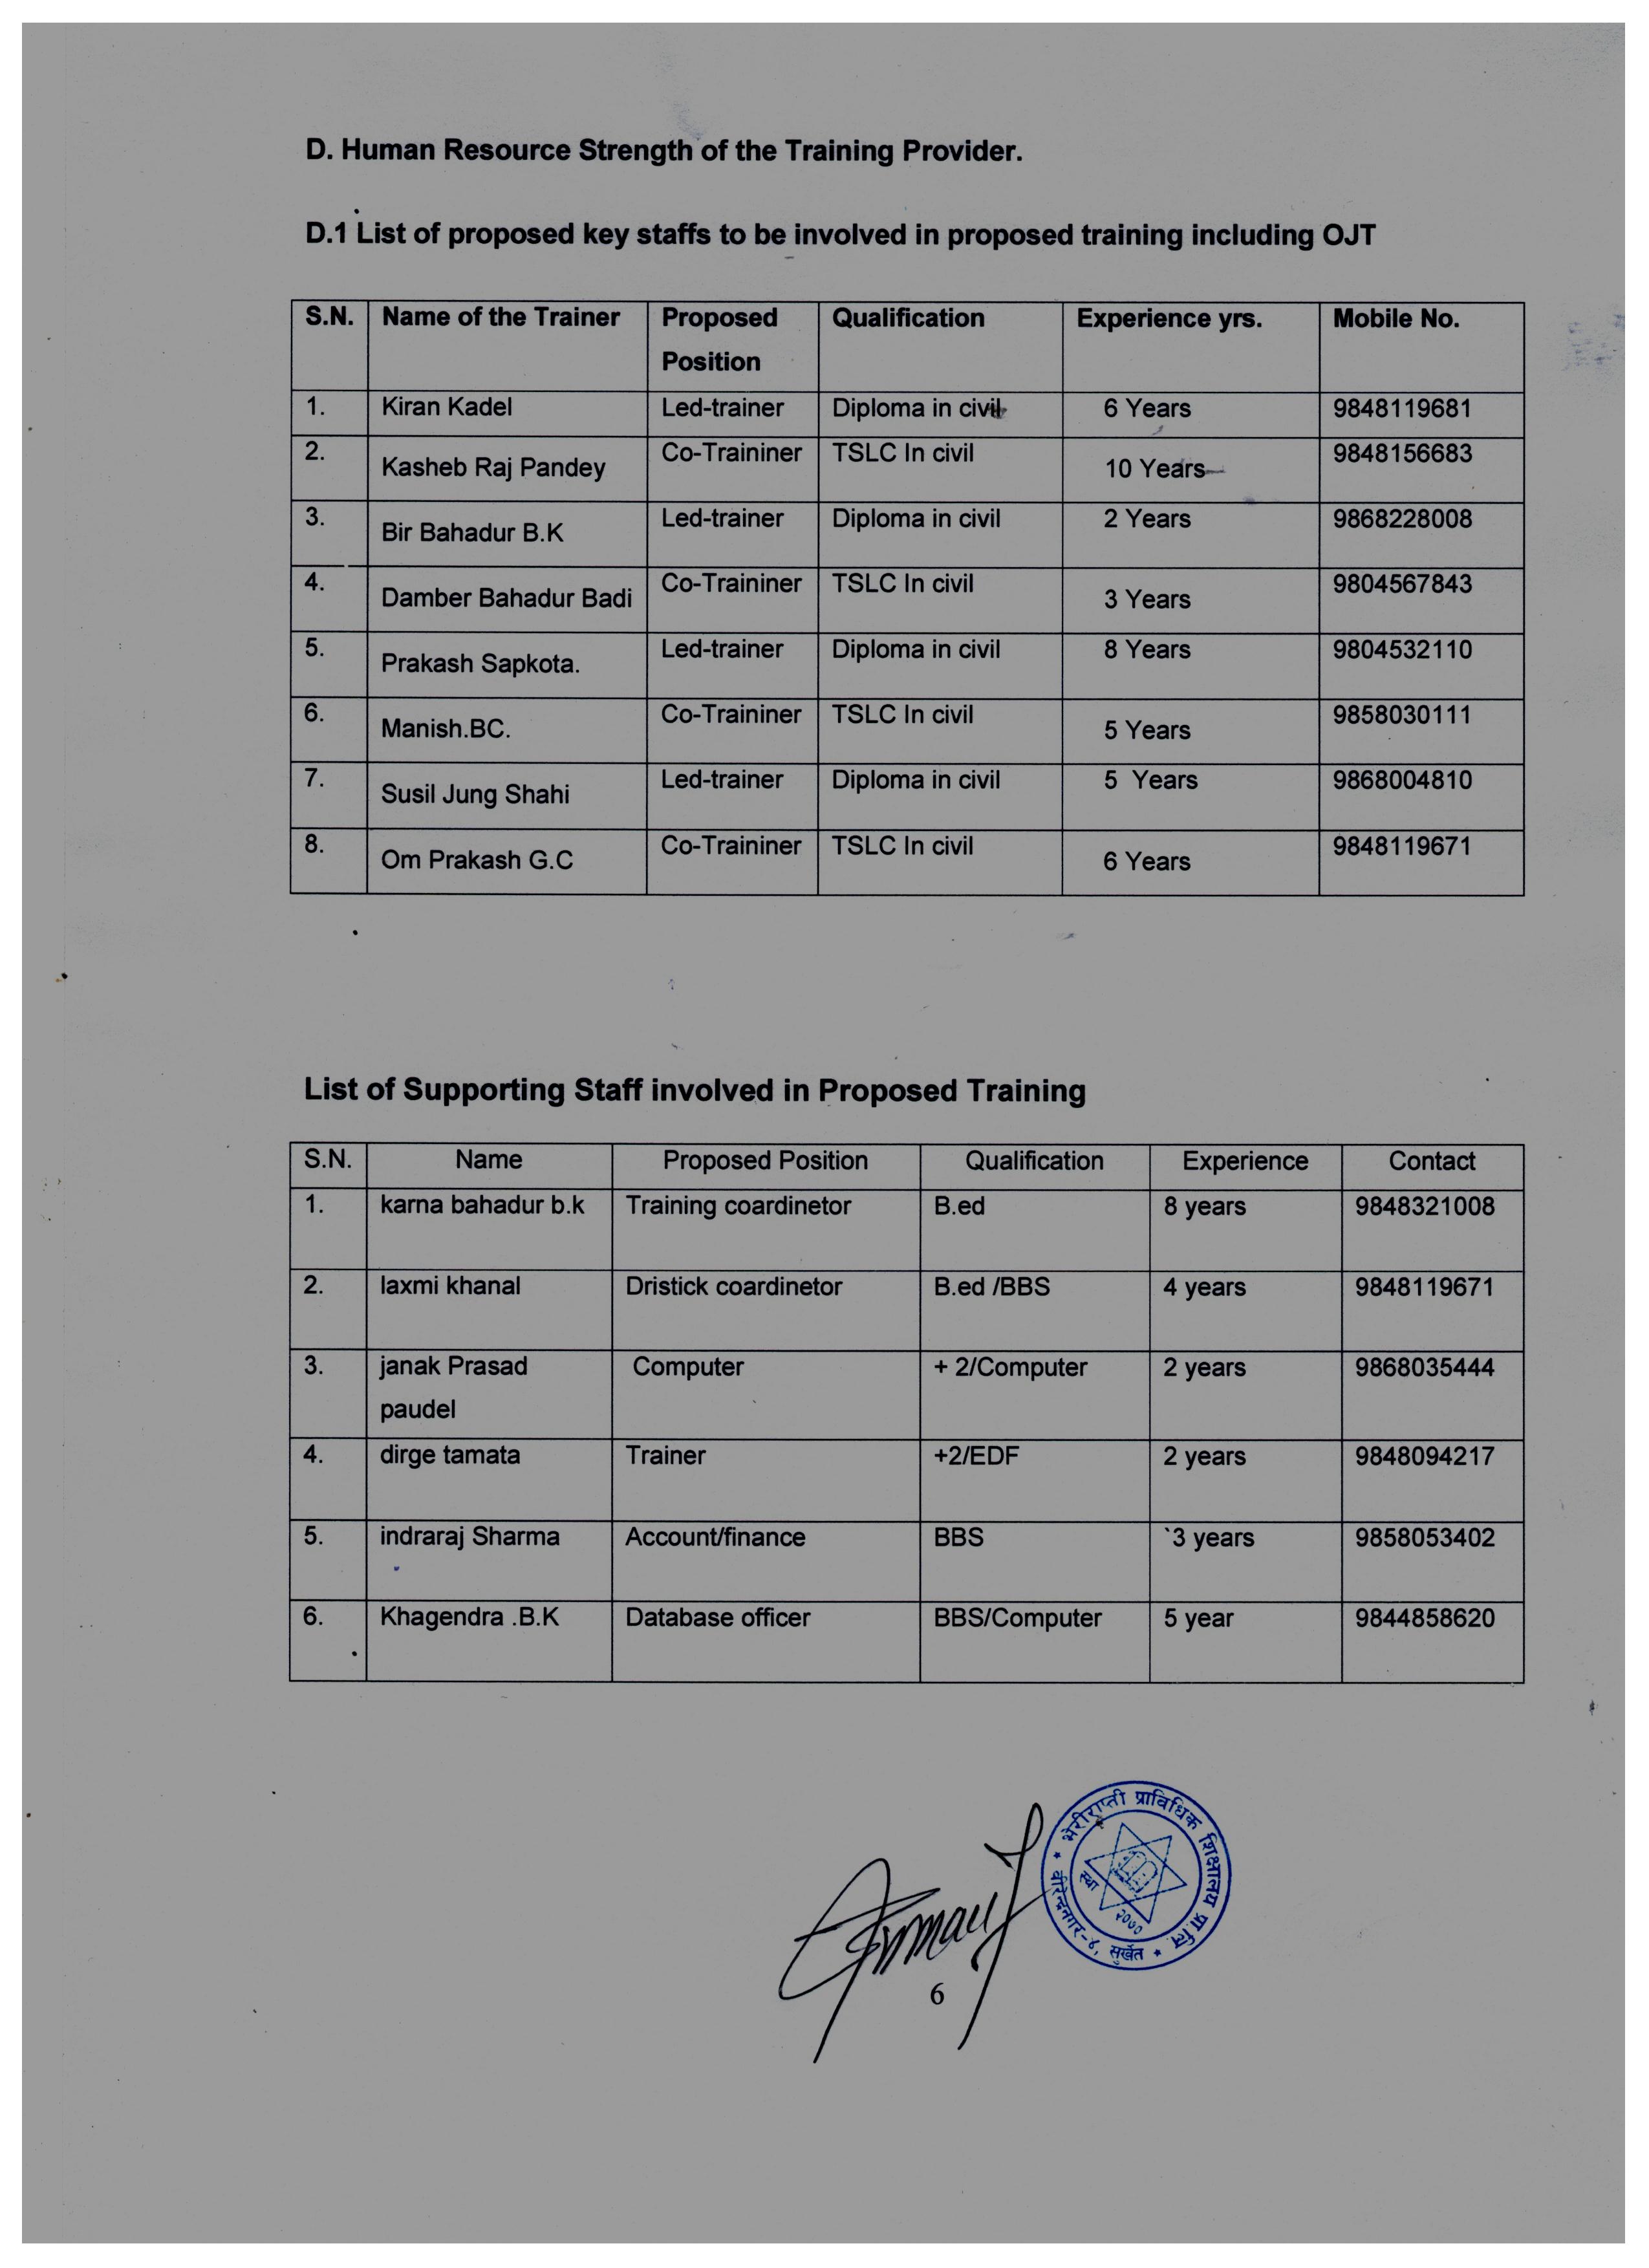 D. Human Resource Strength of the Training Provider.
D.1 List of proposed key staffs to be involved in proposed training including OJT
S.N. Name of the Trainer Proposed Position Qualification Experience yrs. Mobile No.
1. Kiran Kadel Led-trainer Diploma in civil 6 Years 9848119681
2. Kasheb Raj Pandey Co-Traininer TSLC In civil 10 Years 9848156683
3. Bir Bahadur B.K Led-trainer Diploma in civil 2 Years 9868228008
4. Damber Bahadur Badi Co-Traininer TSLC In civil 3 Years 9804567843
5. Prakash Sapkota. Led-trainer Diploma in civil 8 Years 9804532110
6. Manish.BC. Co-Traininer TSLC In civil 5 Years 9858030111
7. Susil Jung Shahi Led-trainer Diploma in civil 5 Years 9868004810
8. Om Prakash G.C Co-Traininer TSLC In civil 6 Years 9848119671
List of Supporting Staff involved in Proposed Training
S.N. Name Proposed Position Qualification Experience Contact
1. karna bahadur b.k Training coardinetor B.ed 8 years 9848321008
2. laxmi khanal Dristick coardinetor B.ed /BBS 4 years 9848119671
3. janak Prasad paudel Computer + 2/Computer 2 years 9868035444
4. dirge tamata Trainer +2/EDF 2 years 9848094217
5. indraraj Sharma Account/finance BBS `3 years 9858053402
6. Khagendra .B.K Database officer BBS/Computer 5 year 9844858620
भेरीराप्ती प्राविधिक शिक्षालय प्रा.लि.
स्था २०७०
वीरेन्द्रनगर-४, सुर्खेत
6